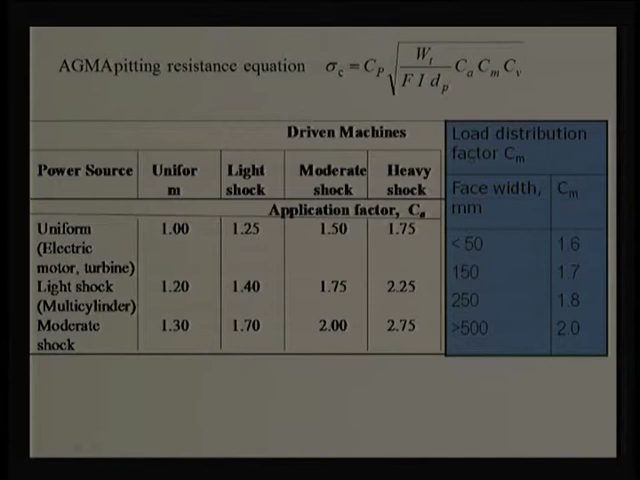 AGMA pitting resistance equation σc = CP √ Wt / F I dp Ca Cm Cv
Driven Machines
Power Source Unifor m Light shock Moderate shock Heavy shock
Application factor, Ca
Uniform 1.00 1.25 1.50 1.75
(Electric
motor, turbine)
Light shock 1.20 1.40 1.75 2.25
(Multicylinder)
Moderate 1.30 1.70 2.00 2.75
shock
Load distribution
factor Cm
Face width, Cm
mm
< 50 1.6
150 1.7
250 1.8
>500 2.0